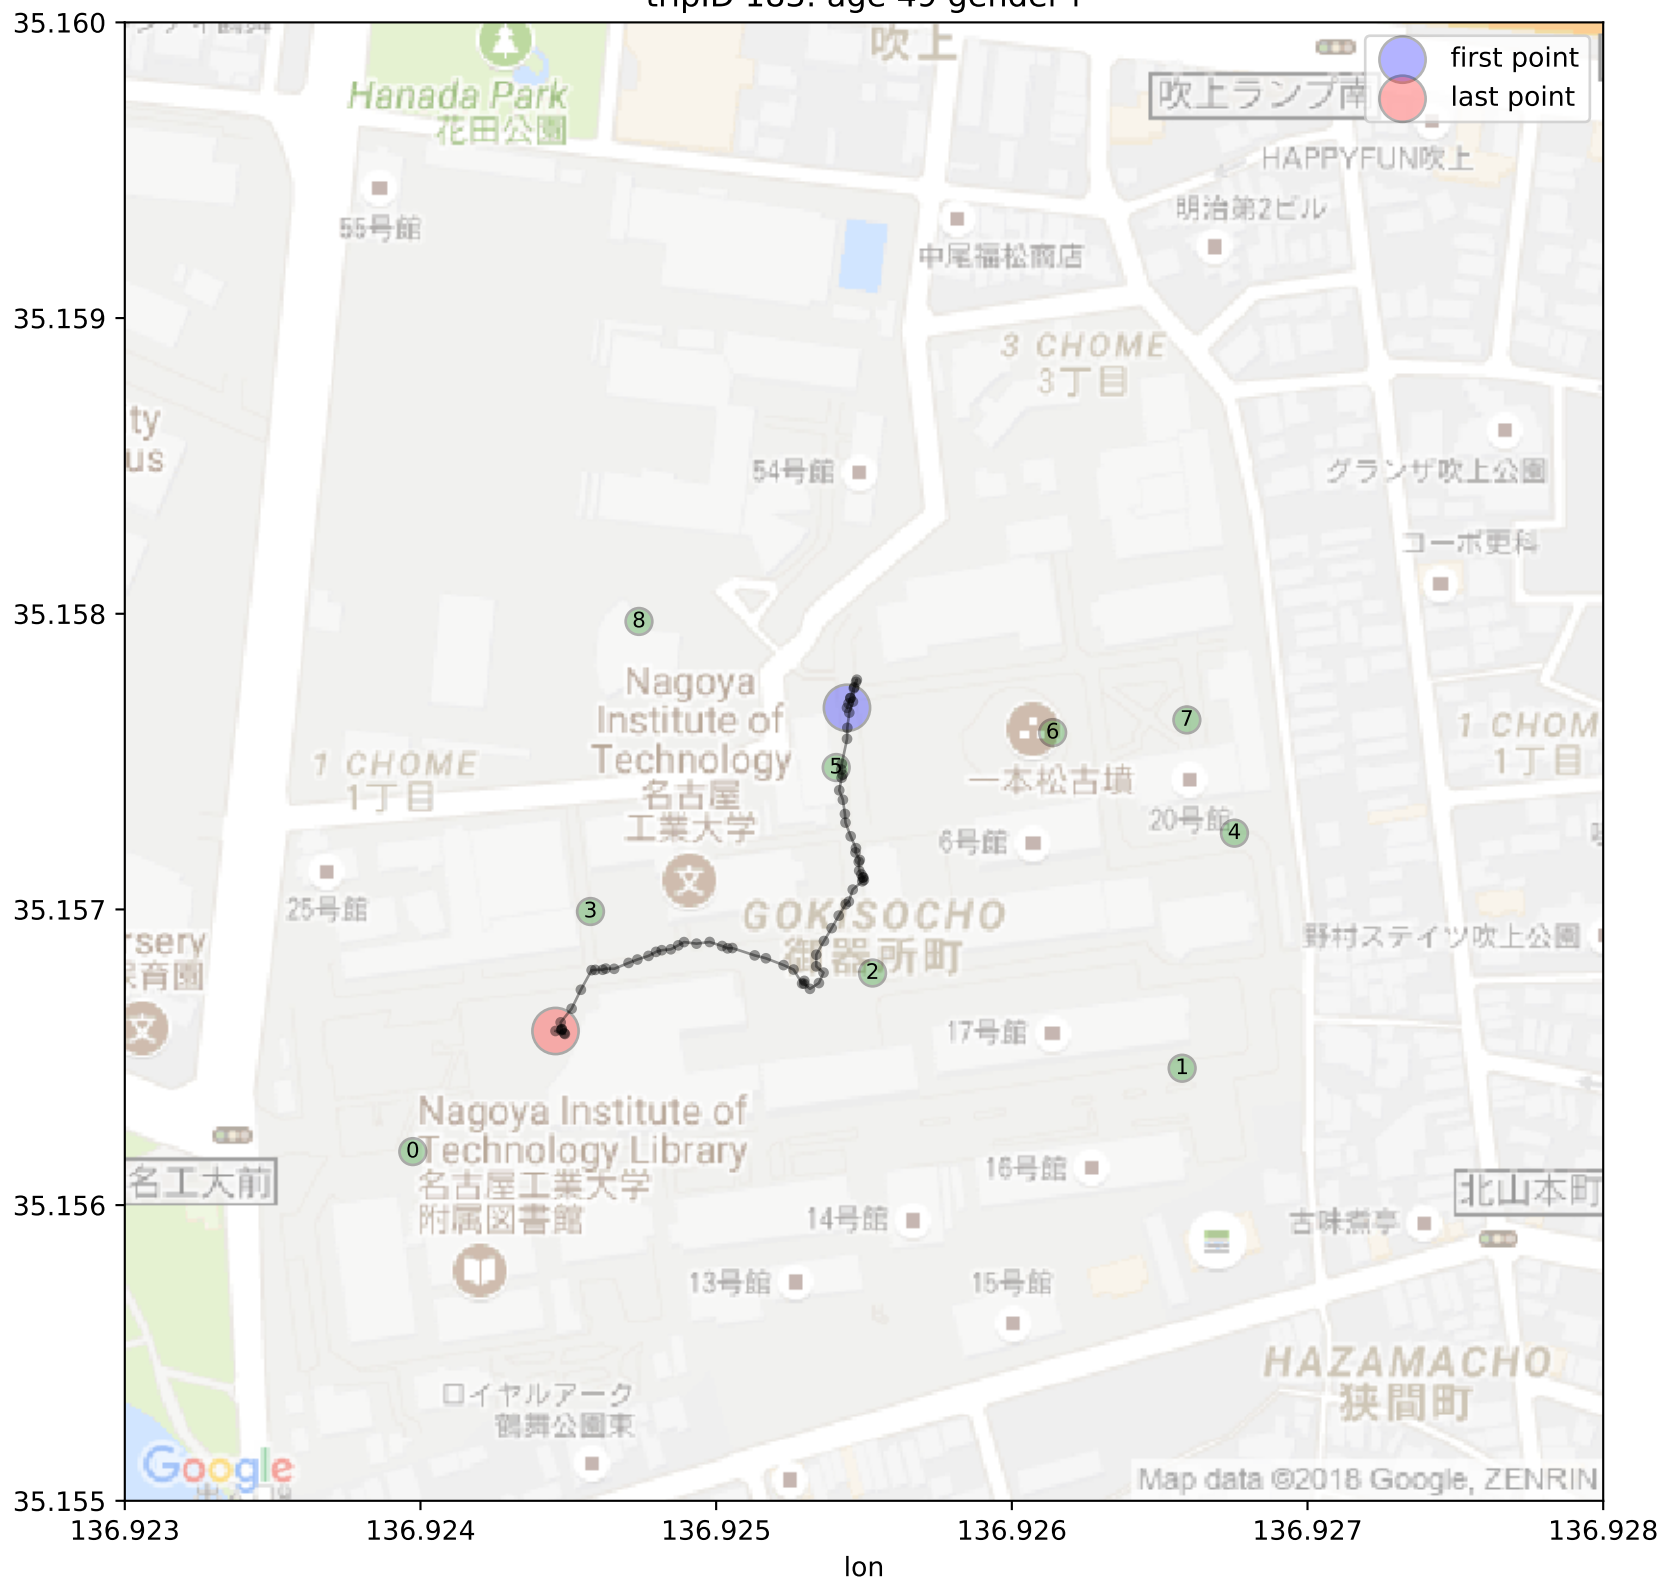 35.160
35.159
35.158
35.157
35.156
35.155
136.923
136.924
136.925
136.926
136.927
136.928
lon
first point
last point
吹上
Hanada Park
花田公園
吹上ランプ南
HAPPYFUN吹上
明治第2ビル
55号館
中尾福松商店
3 CHOME
3丁目
ty
us
54号館
グランザ吹上公園
コーポ更科
8
Nagoya
Institute of
Technology
名古屋
工業大学
1 CHOME
1丁目
5
6
7
一本松古墳
1 CHOM
1丁目
20号館
4
6号館
25号館
3
GOKISOCHO
御器所町
2
野村ステイツ吹上公園
rsery
保育園
17号館
1
Nagoya Institute of
Technology Library
名古屋工業大学
附属図書館
0
名工大前
16号館
北山本町
14号館
古味煮亭
13号館
15号館
HAZAMACHO
狭間町
ロイヤルアーク
鶴舞公園東
Google
Map data ©2018 Google, ZENRIN